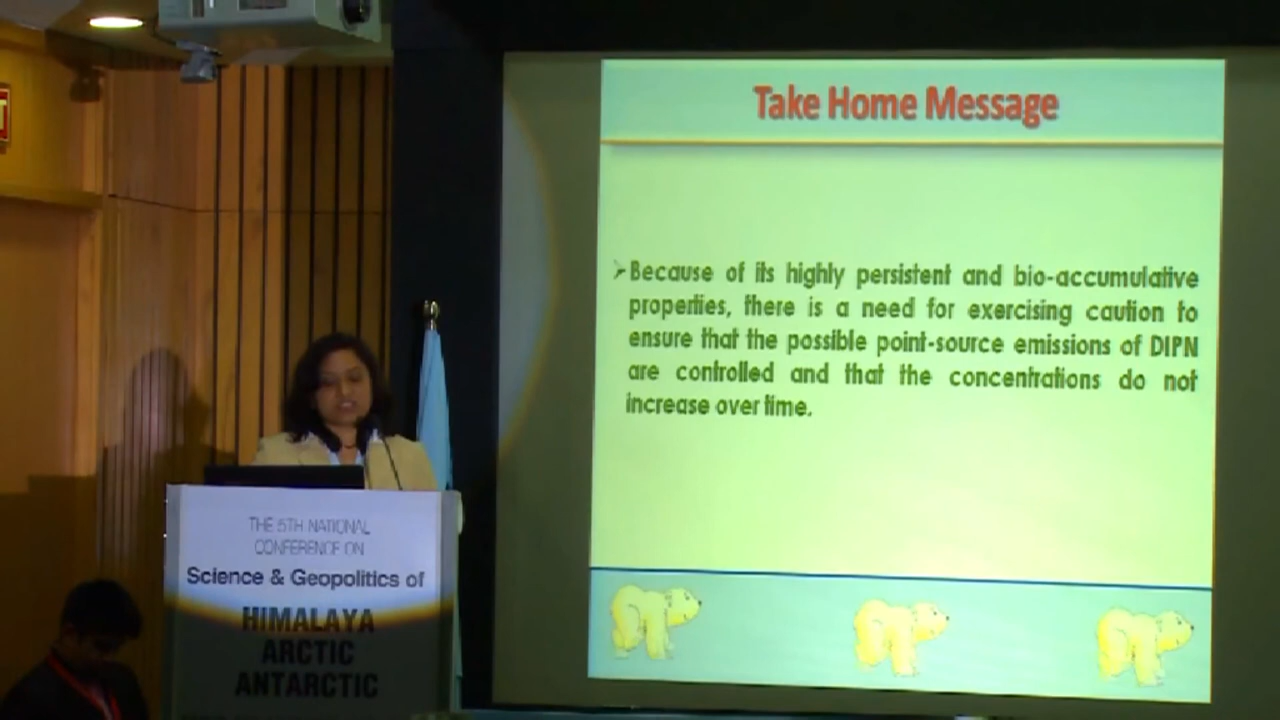 Take Home Message
➢Because of its highly persistent and bio-accumulative
properties, there is a need for exercising caution to
ensure that the possible point-source emissions of DIPN
are controlled and that the concentrations do not
increase over time.
THE 5TH NATIONAL
CONFERENCE ON
Science & Geopolitics of
HIMALAYA
ARCTIC
ANTARCTIC